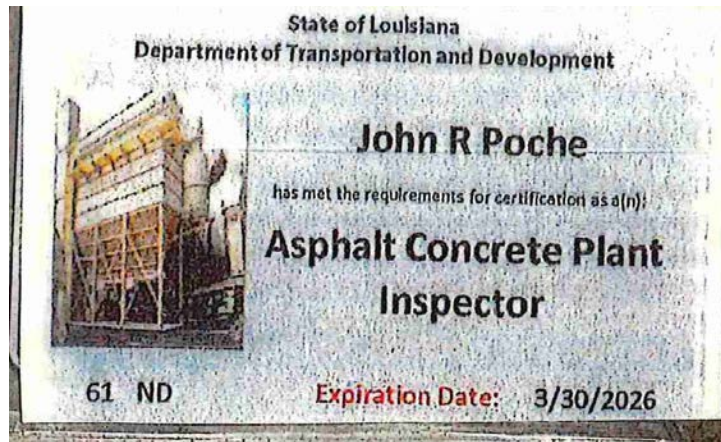 State of Louisiana
Department of Transportation and Development
John R Poche
has met the requirements for certification as a(n):
Asphalt Concrete Plant
Inspector
61 ND
Expiration Date: 3/30/2026